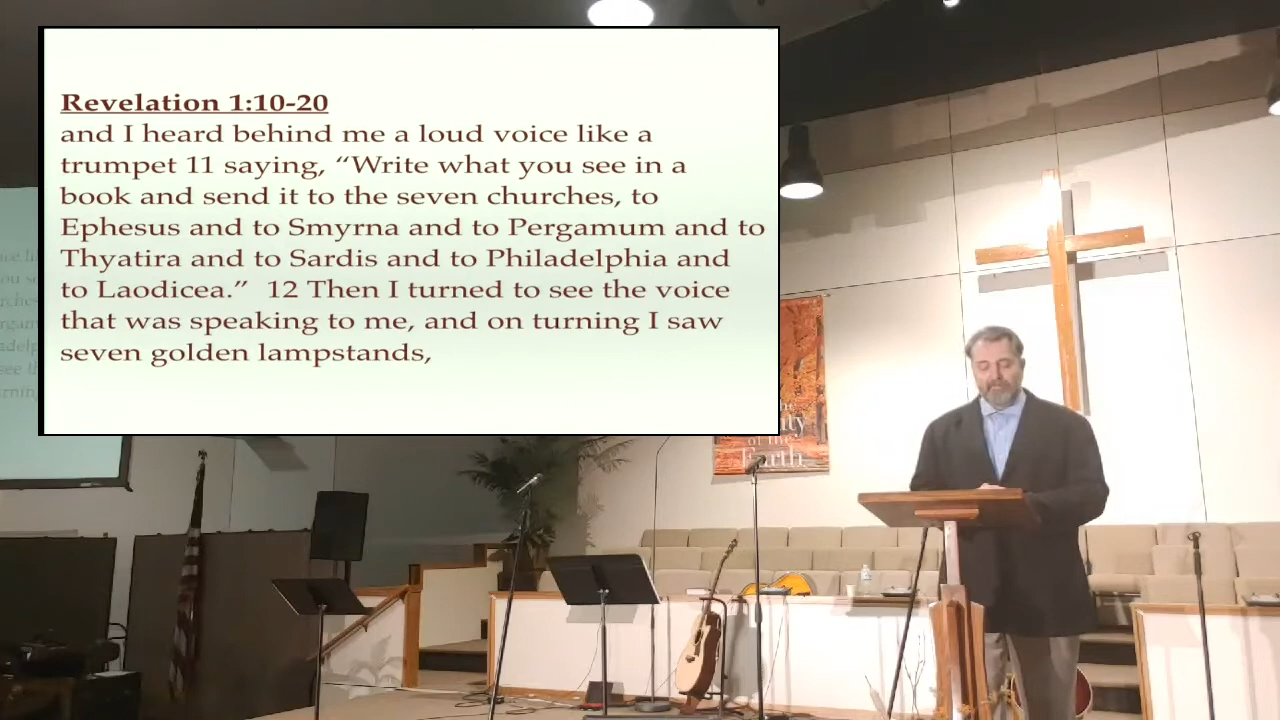 Revelation 1:10-20
and I heard behind me a loud voice like a
trumpet 11 saying, “Write what you see in a
book and send it to the seven churches, to
Ephesus and to Smyrna and to Pergamum and to
Thyatira and to Sardis and to Philadelphia and
to Laodicea.”  12 Then I turned to see the voice
that was speaking to me, and on turning I saw
seven golden lampstands,
of the
Earth